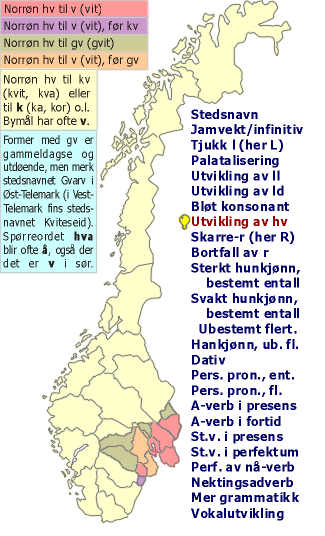 Norrøn hv til v (vit)
Norrøn hv til v (vit), før kv
Norrøn hv til gv (gvit)
Norrøn hv til v (vit), før gv
Norrøn hv til kv
(kvit, kva) eller
til k (ka, kor) o.l.
Bymål har ofte v.
Former med gv er
gammeldagse og
utdøende, men merk
stedsnavnet Gvarv i
Øst-Telemark (i Vest-
Telemark fins steds-
navnet Kviteseid).
Spørreordet hva
blir ofte å, også der
det er v i sør.
Stedsnavn
Jamvekt/infinitiv
Tjukk l (her L)
Palatalisering
Utvikling av ll
Utvikling av ld
Bløt konsonant
Utvikling av hv
Skarre-r (her R)
Bortfall av r
Sterkt hunkjønn,
bestemt entall
Svakt hunkjønn,
bestemt entall
Ubestemt flert.
Hankjønn, ub. fl.
Dativ
Pers. pron., ent.
Pers. pron., fl.
A-verb i presens
A-verb i fortid
St.v. i presens
St.v. i perfektum
Perf. av nå-verb
Nektingsadverb
Mer grammatikk
Vokalutvikling